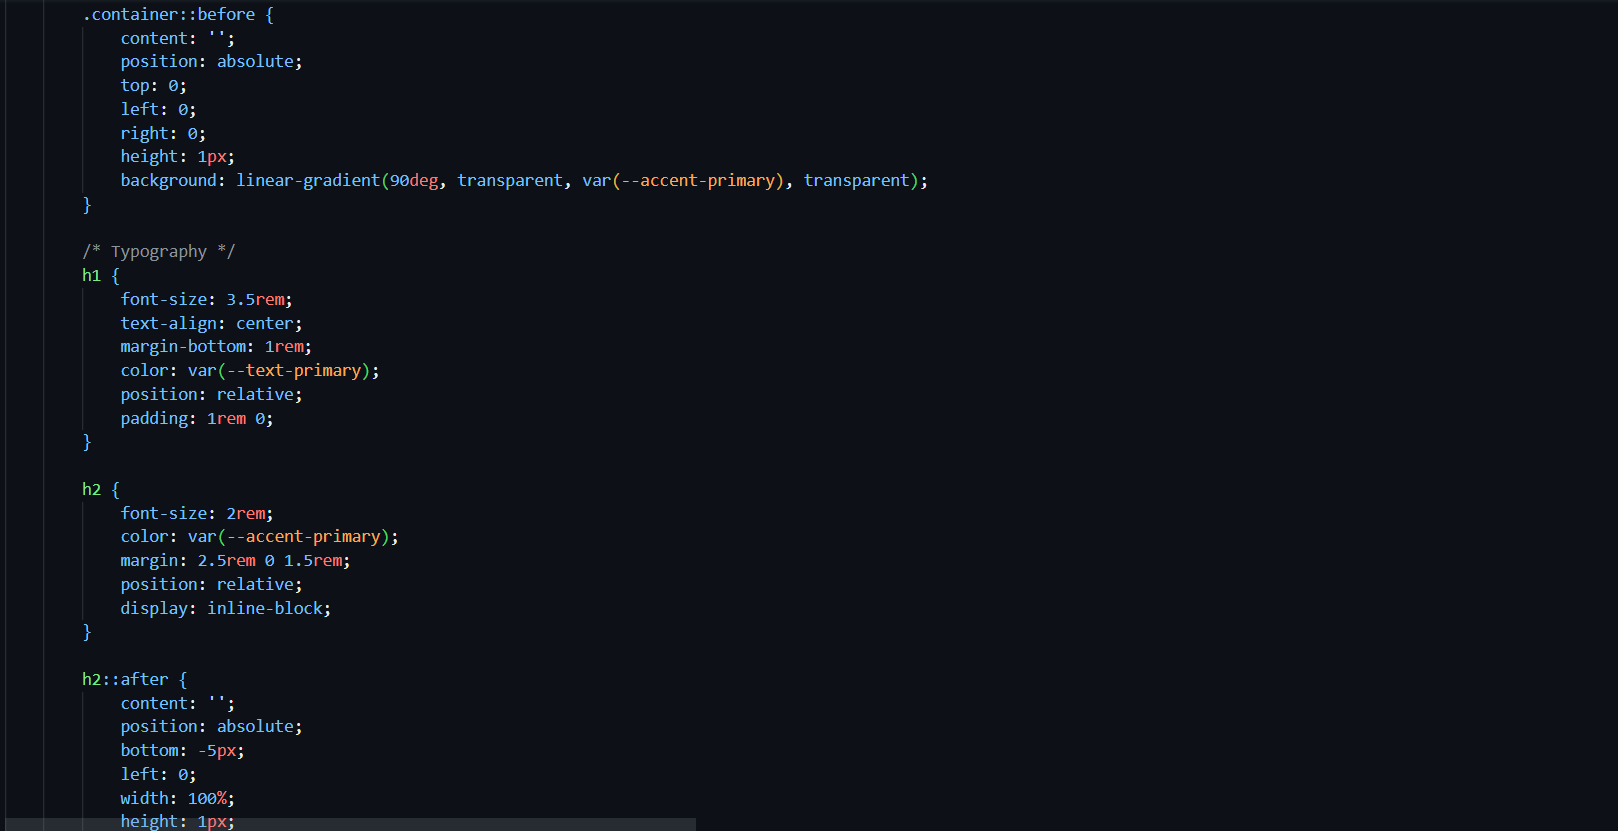 .container::before {
    content: '';
    position: absolute;
    top: 0;
    left: 0;
    right: 0;
    height: 1px;
    background: linear-gradient(90deg, transparent, var(--accent-primary), transparent);
}

/* Typography */
h1 {
    font-size: 3.5rem;
    text-align: center;
    margin-bottom: 1rem;
    color: var(--text-primary);
    position: relative;
    padding: 1rem 0;
}

h2 {
    font-size: 2rem;
    color: var(--accent-primary);
    margin: 2.5rem 0 1.5rem;
    position: relative;
    display: inline-block;
}

h2::after {
    content: '';
    position: absolute;
    bottom: -5px;
    left: 0;
    width: 100%;
    height: 1px;